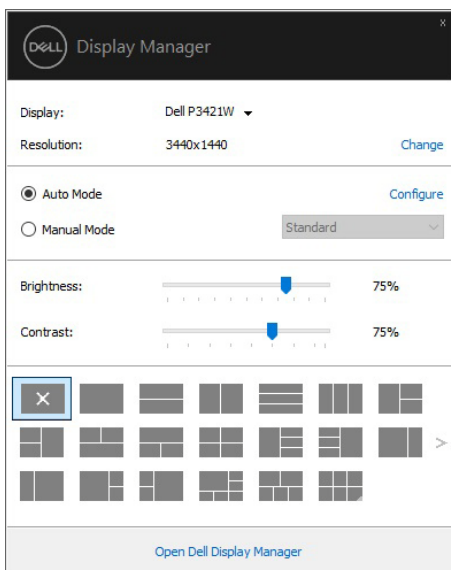 x
DELL Display Manager
Display: Dell P3421W
Resolution: 3440x1440 Change
Auto Mode Configure
Manual Mode Standard
Brightness: 75%
Contrast: 75%
Open Dell Display Manager